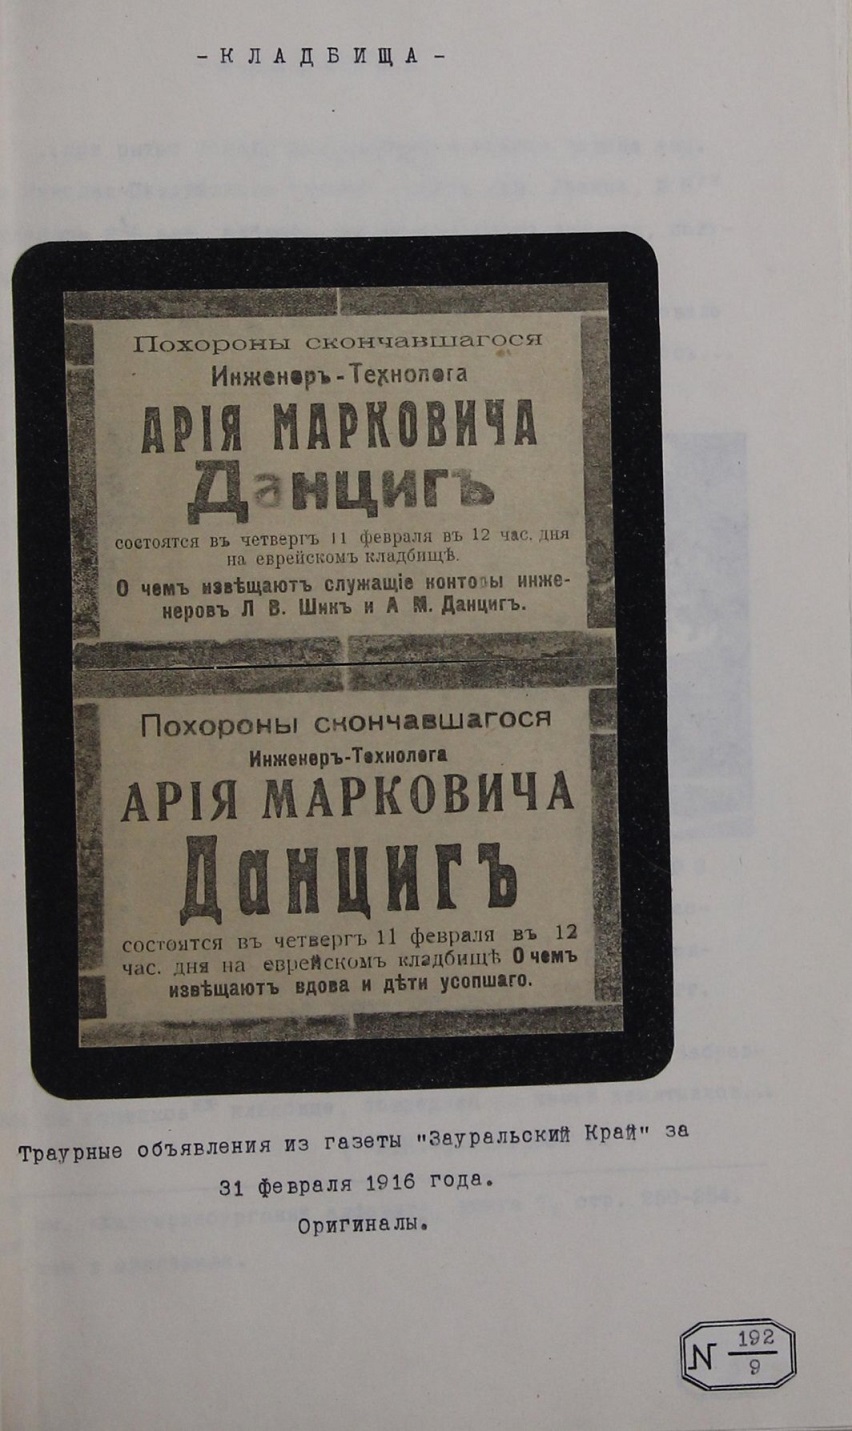 - К Л А Д Б И Щ А -
Похороны скончавшагося
Инженеръ-Технолога
АРІЯ МАРКОВИЧА
Данцигъ
состоятся въ четвергъ 11 февраля въ 12 час. дня
на еврейскомъ кладбищѣ.
О чемъ извѣщаютъ служащіе конторы инже-
неровъ Л В. Шикъ и А М. Данцигъ.
Похороны скончавшагося
Инженеръ-Технолога
АРІЯ МАРКОВИЧА
Данцигъ
состоятся въ четвергъ 11 февраля въ 12
час. дня на еврейскомъ кладбищѣ О чемъ
извѣщаютъ вдова и дѣти усопшаго.
Траурные объявления из газеты "Зауральский Край" за
31 февраля 1916 года.
Оригиналы.
N 192
9